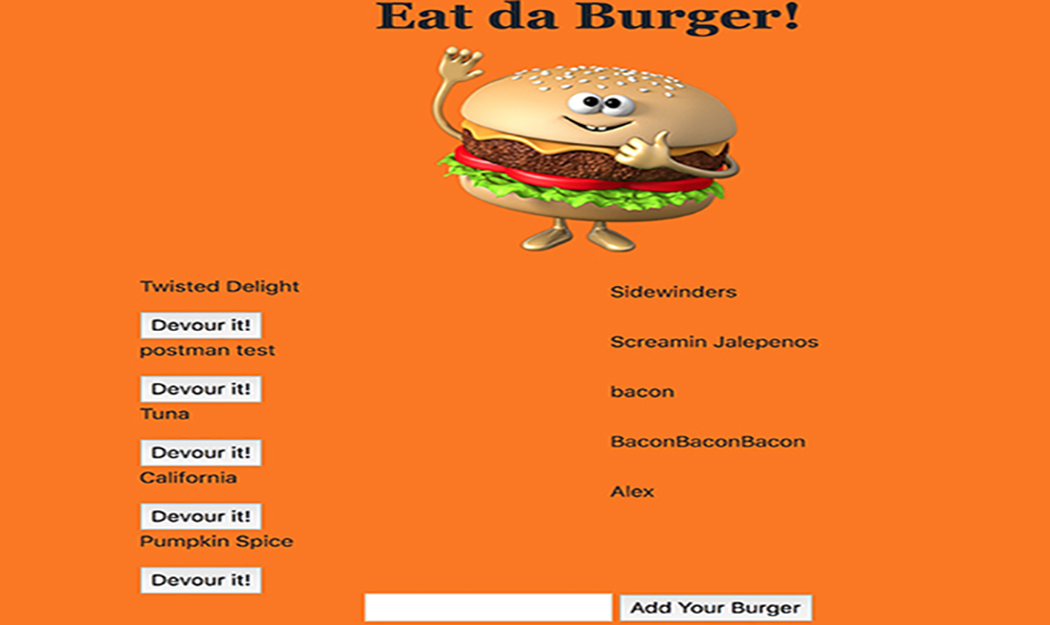 Eat da Burger!
Twisted Delight
Devour it!
postman test
Devour it!
Tuna
Devour it!
California
Devour it!
Pumpkin Spice
Devour it!
Sidewinders
Screamin Jalepenos
bacon
BaconBaconBacon
Alex
Add Your Burger